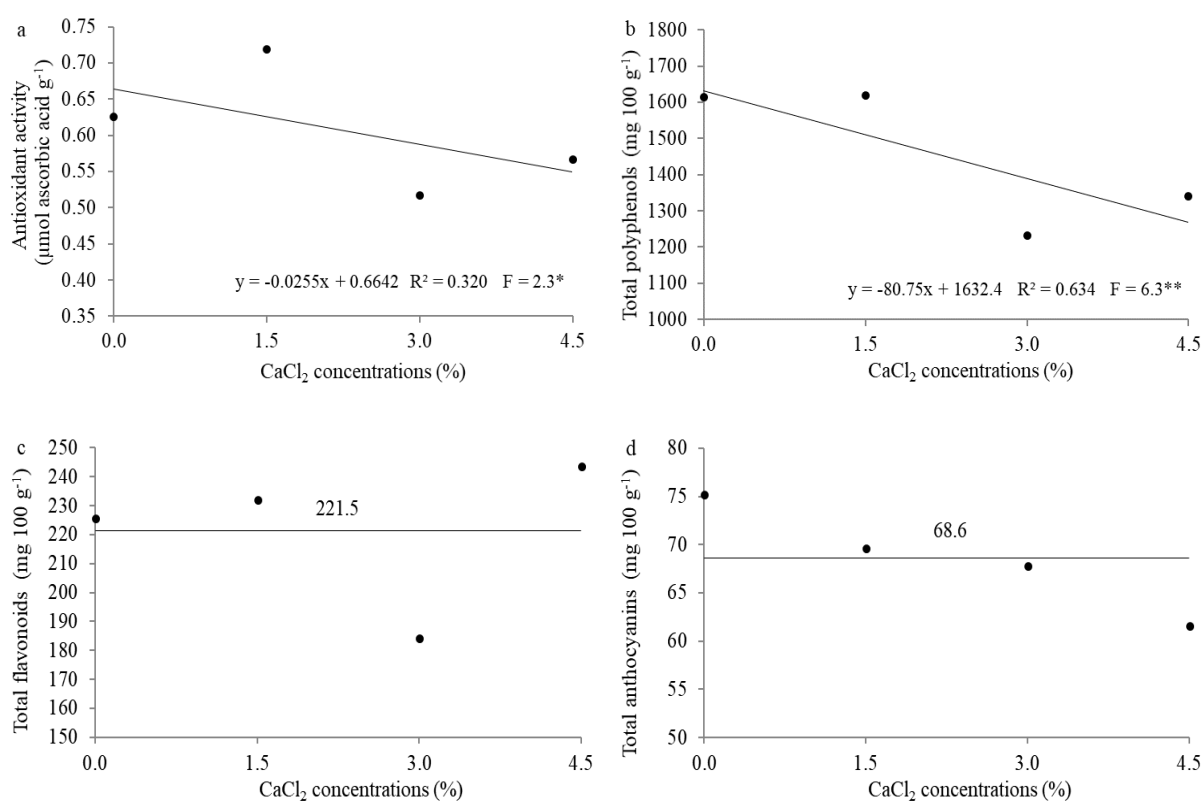 a
Antioxidant activity
(μmol ascorbic acid g⁻¹)
0.75
0.70
0.65
0.60
0.55
0.50
0.45
0.40
0.35
y = -0.0255x + 0.6642 R² = 0.320 F = 2.3*
0.0 1.5 3.0 4.5
CaCl₂ concentrations (%)
b
Total polyphenols (mg 100 g⁻¹)
1800
1700
1600
1500
1400
1300
1200
1100
1000
y = -80.75x + 1632.4 R² = 0.634 F = 6.3**
0.0 1.5 3.0 4.5
CaCl₂ concentrations (%)
c
Total flavonoids (mg 100 g⁻¹)
250
240
230
220
210
200
190
180
170
160
150
221.5
0.0 1.5 3.0 4.5
CaCl₂ concentrations (%)
d
Total anthocyanins (mg 100 g⁻¹)
80
75
70
65
60
55
50
68.6
0.0 1.5 3.0 4.5
CaCl₂ concentrations (%)